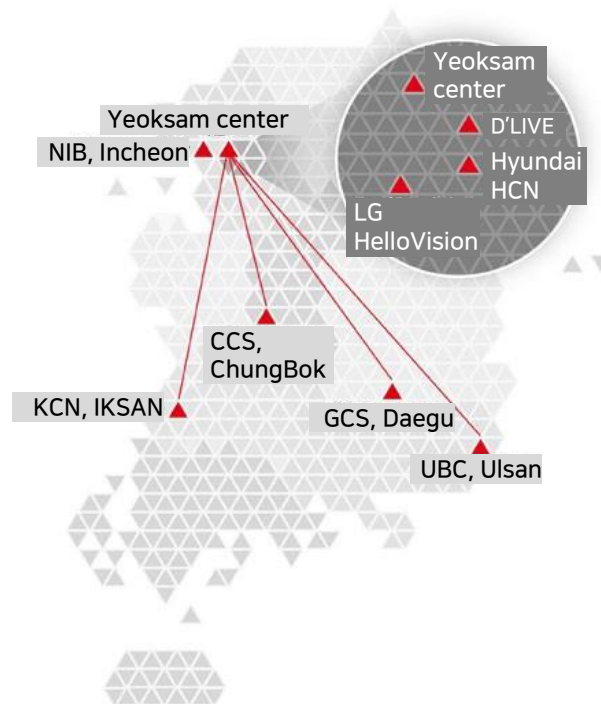 Yeoksam
center
D'LIVE
Hyundai
HCN
LG
HelloVision
Yeoksam center
NIB, Incheon
CCS,
ChungBok
KCN, IKSAN
GCS, Daegu
UBC, Ulsan